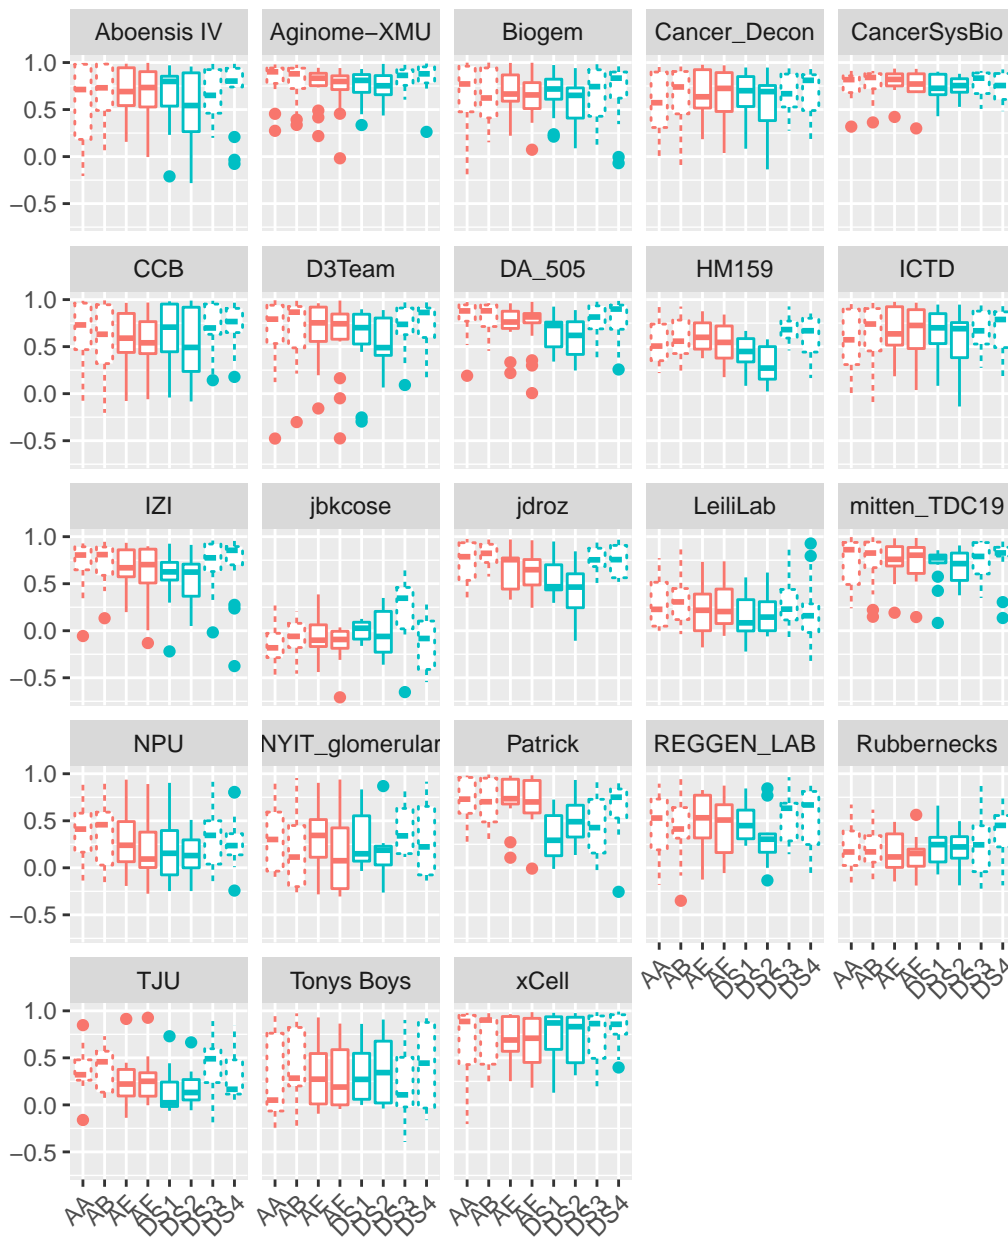 Aboensis IV Aginome−XMU Biogem Cancer_Decon CancerSysBio
1.0
0.5
0.0
−0.5
CCB D3Team DA_505 HM159 ICTD
1.0
0.5
0.0
−0.5
IZI jbkcose jdroz LeiliLab mitten_TDC19
1.0
0.5
0.0
−0.5
NPU NYIT_glomerular Patrick REGGEN_LAB Rubbernecks
1.0
0.5
0.0
−0.5
AA AB AE AF DS1 DS2 DS3 DS4 AA AB AE AF DS1 DS2 DS3 DS4
TJU Tonys Boys xCell
1.0
0.5
0.0
−0.5
AA AB AE AF DS1 DS2 DS3 DS4 AA AB AE AF DS1 DS2 DS3 DS4 AA AB AE AF DS1 DS2 DS3 DS4